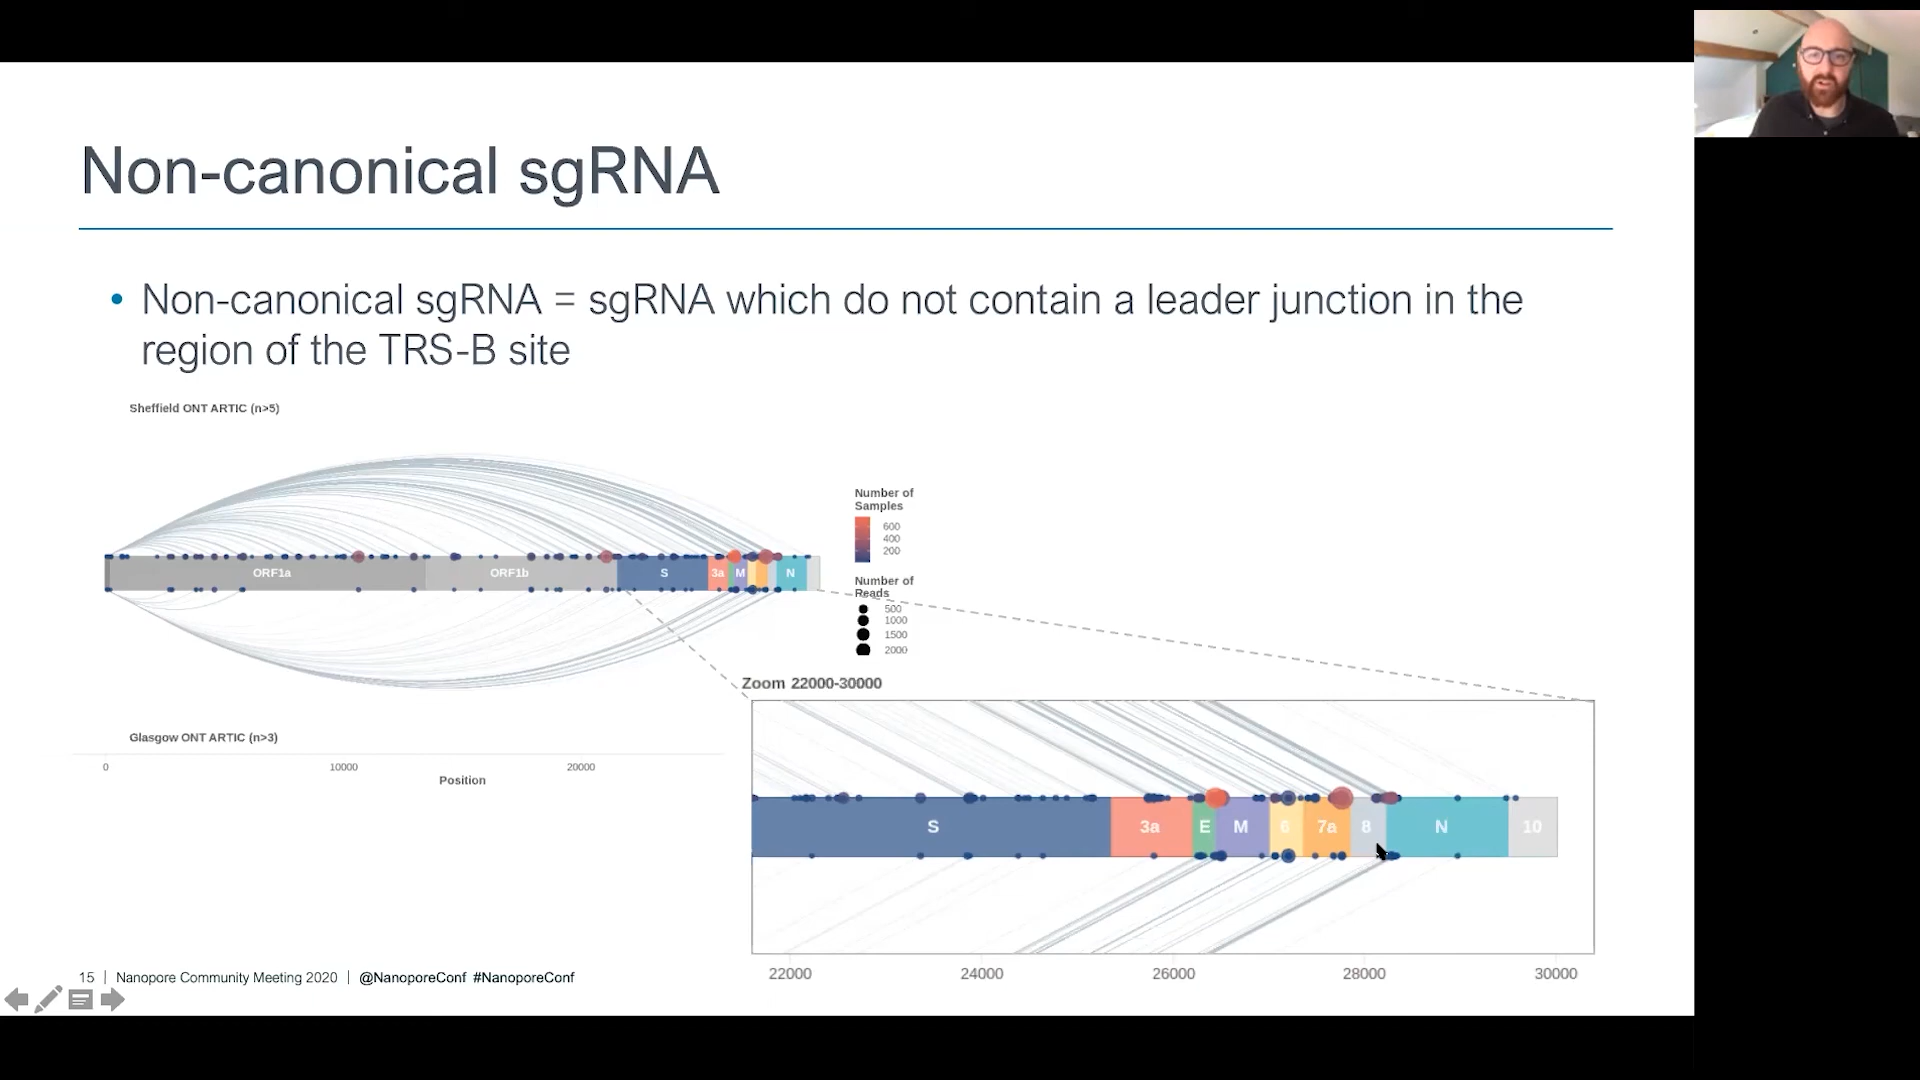 Non-canonical sgRNA
• Non-canonical sgRNA = sgRNA which do not contain a leader junction in the
region of the TRS-B site
Sheffield ONT ARTIC (n>5)
ORF1a ORF1b S 3a M N
Glasgow ONT ARTIC (n>3)
0 10000 20000
Position
Number of
Samples
600
400
200
Number of
Reads
500
1000
1500
2000
Zoom 22000-30000
S 3a E M 6 7a 8 N 10
22000 24000 26000 28000 30000
15 | Nanopore Community Meeting 2020 | @NanoporeConf #NanoporeConf